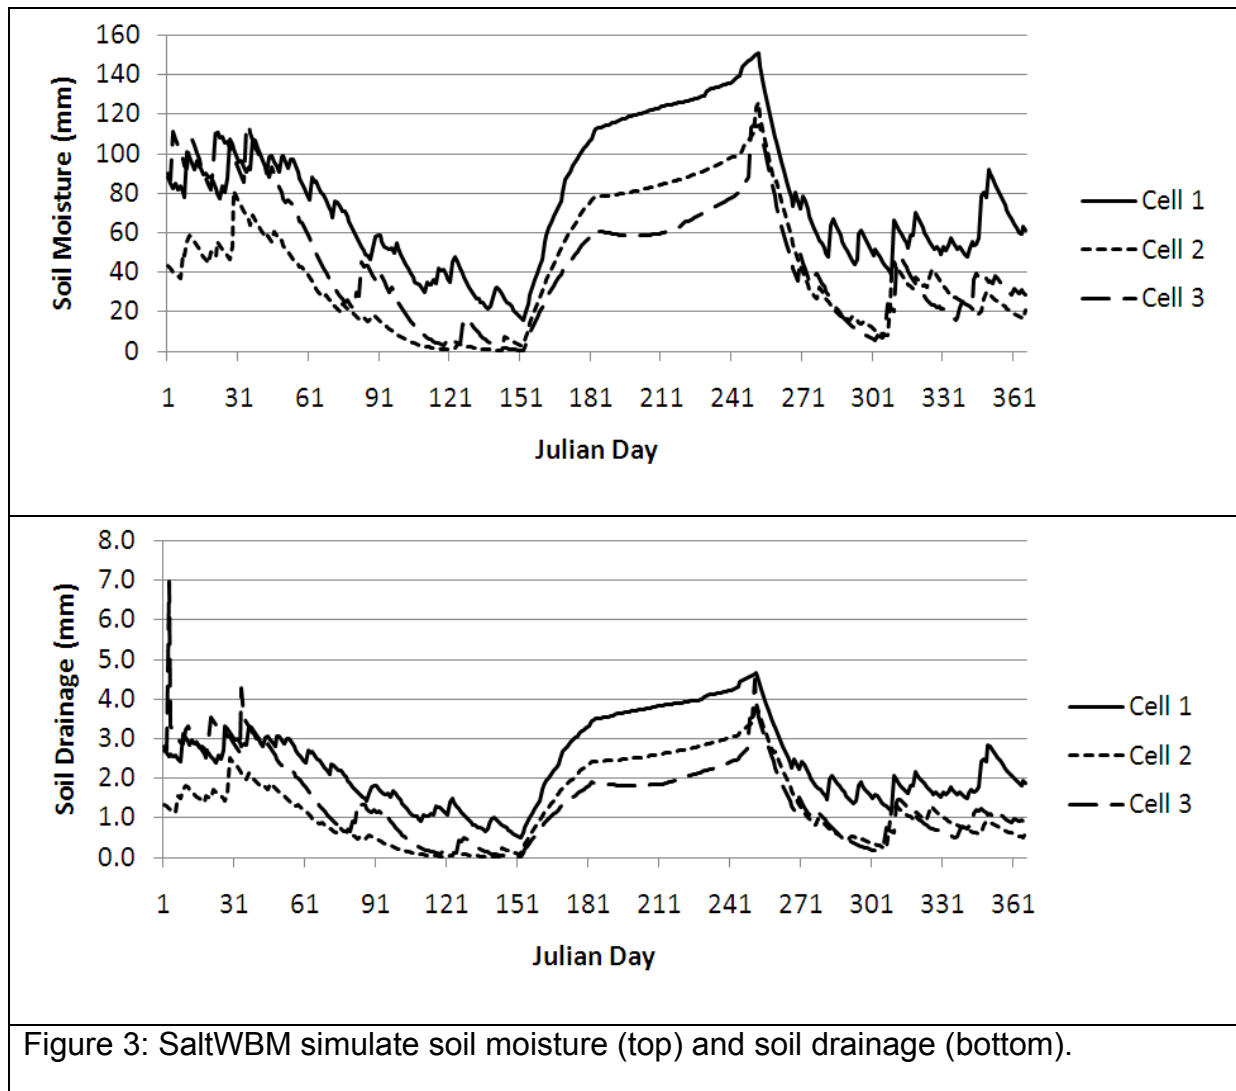 160
140
120
100
80
60
40
20
0
Soil Moisture (mm)
1 31 61 91 121 151 181 211 241 271 301 331 361
Julian Day
Cell 1
Cell 2
Cell 3
8.0
7.0
6.0
5.0
4.0
3.0
2.0
1.0
0.0
Soil Drainage (mm)
1 31 61 91 121 151 181 211 241 271 301 331 361
Julian Day
Cell 1
Cell 2
Cell 3
Figure 3: SaltWBM simulate soil moisture (top) and soil drainage (bottom).